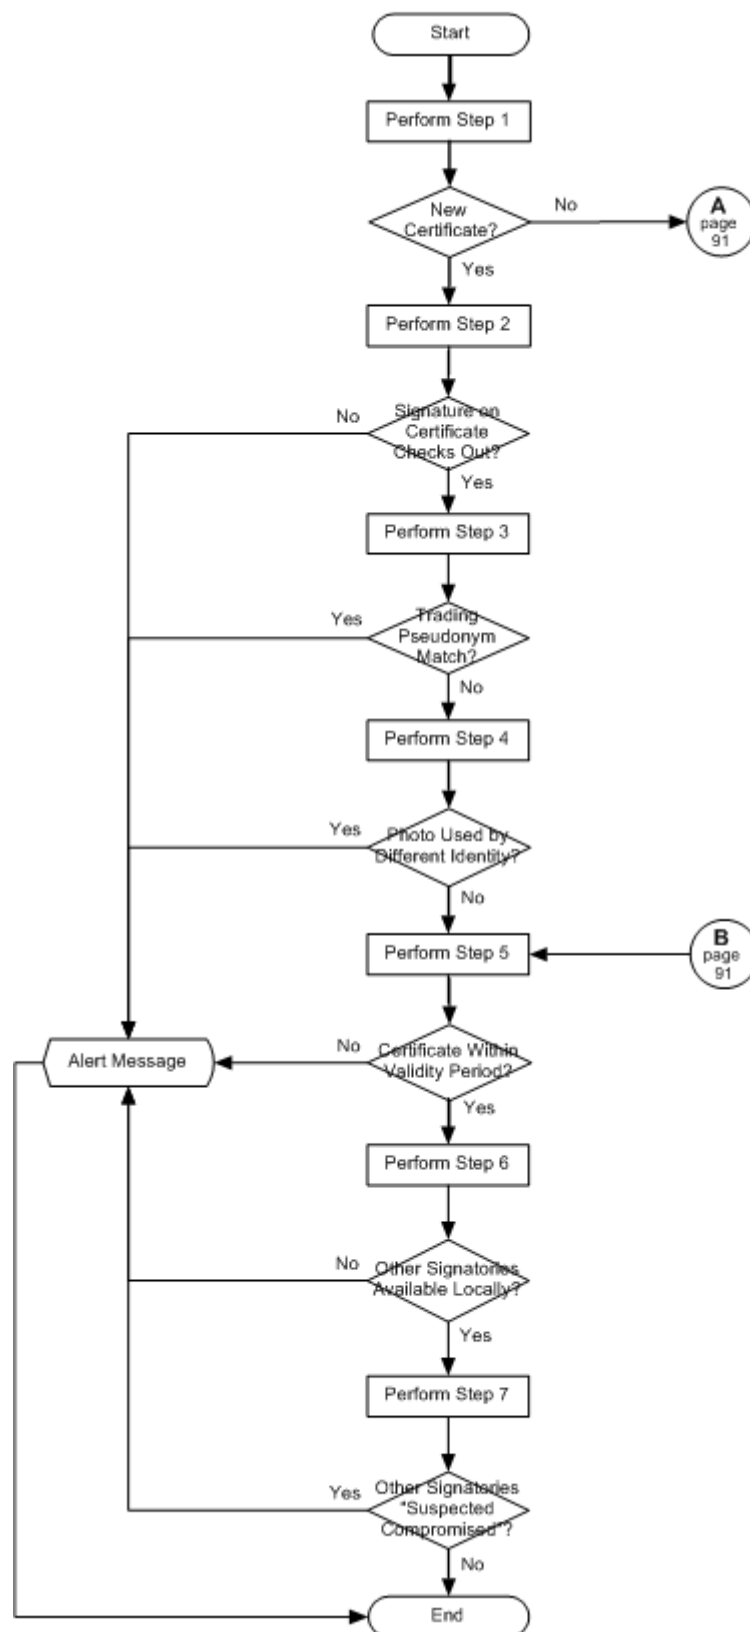 Start
Perform Step 1
New
Certificate?
No
A
page
91
Yes
Perform Step 2
No
Signature on
Certificate
Checks Out?
Yes
Perform Step 3
Yes
Trading
Pseudonym
Match?
No
Perform Step 4
Yes
Photo Used by
Different Identity?
No
Perform Step 5
B
page
91
Alert Message
No
Certificate Within
Validity Period?
Yes
Perform Step 6
No
Other Signatories
Available Locally?
Yes
Perform Step 7
Yes
Other Signatories
"Suspected
Compromised"?
No
End